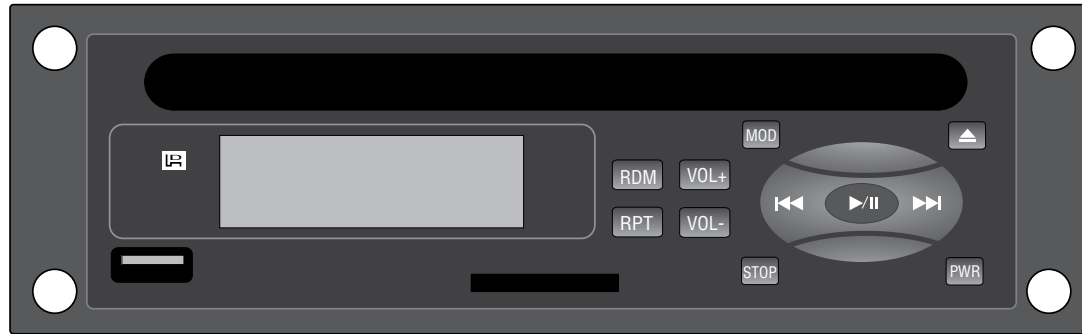 MOD
RDM
VOL+
RPT
VOL-
STOP
PWR